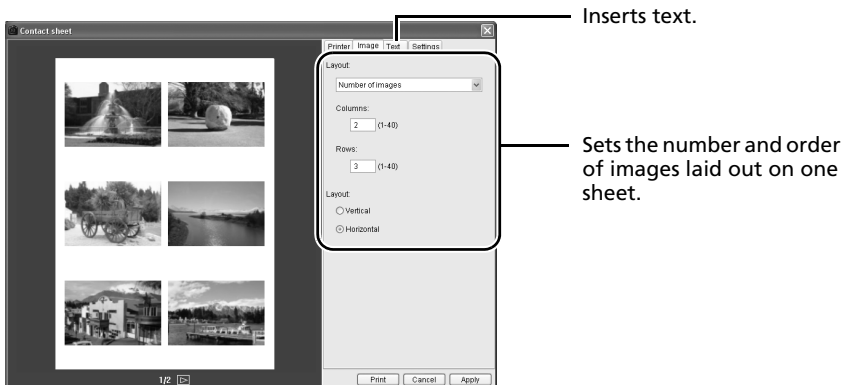 Inserts text.
Contact sheet
Printer Image Text Settings
Layout:
Number of images
Columns:
2 (1-40)
Rows:
3 (1-40)
Layout:
Vertical
Horizontal
Sets the number and order
of images laid out on one
sheet.
1/2
Print Cancel Apply